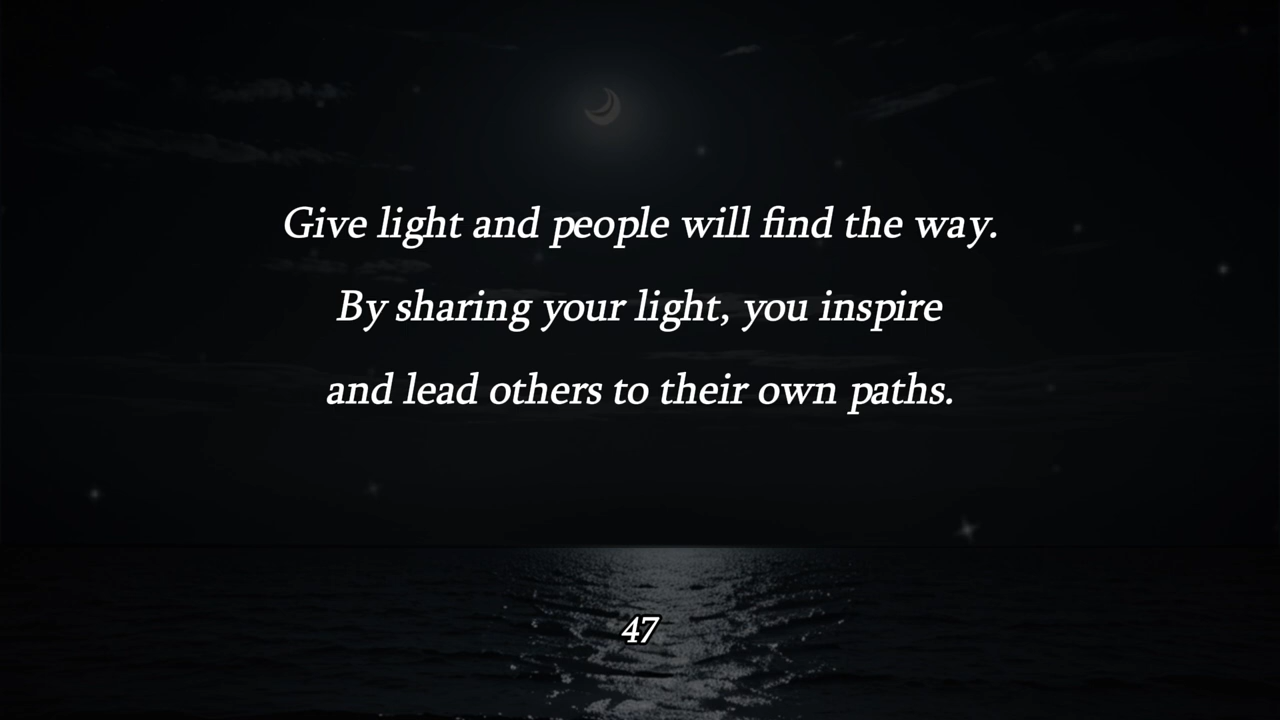 Give light and people will find the way.
By sharing your light, you inspire
and lead others to their own paths.
47